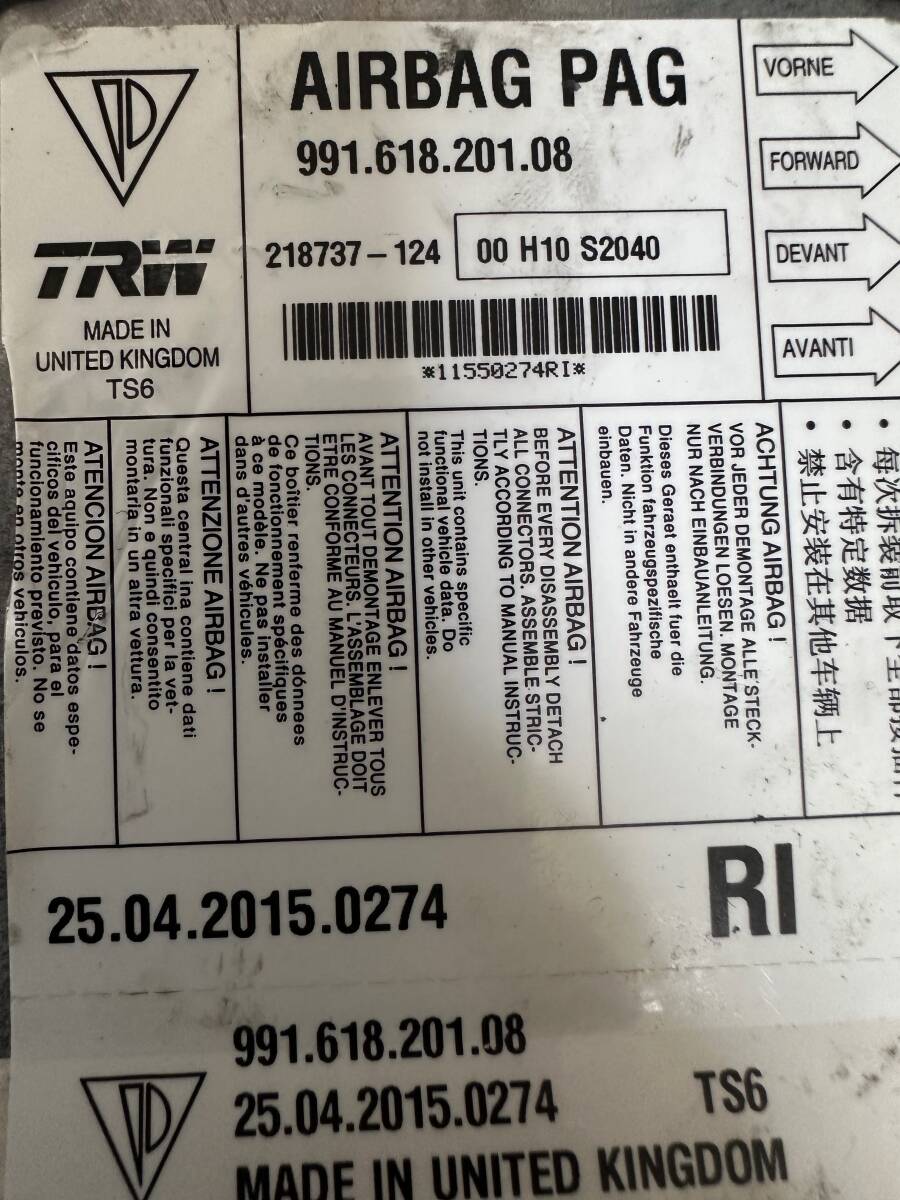 AIRBAG PAG
991.618.201.08
218737-124
00 H10 S2040
*11550274RI*
TRW
MADE IN
UNITED KINGDOM
TS6
VORNE
FORWARD
DEVANT
AVANTI
• 含有特定数据
• 禁止安装在其他车辆上
ACHTUNG AIRBAG!
VOR JEDER DEMONTAGE ALLE STECK-
VERBINDUNGEN LOESEN. MONTAGE
NUR NACH EINBAUANLEITUNG.
Dieses Geraet enthaelt fuer die
Funktion fahrzeugspezifische
Daten. Nicht in andere Fahrzeuge
einbauen.
ATTENTION AIRBAG!
BEFORE EVERY DISASSEMBLY DETACH
ALL CONNECTORS. ASSEMBLE STRIC-
TLY ACCORDING TO MANUAL INSTRUC-
TIONS.
This unit contains specific
functional vehicle data. Do
not install in other vehicles.
ATTENTION AIRBAG!
AVANT TOUT DEMONTAGE ENLEVER TOUS
LES CONNECTEURS. L'ASSEMBLAGE DOIT
ETRE CONFORME AU MANUEL D'INSTRUC-
TIONS.
Ce boîtier renferme des dónnees
de fonctionnement spécifiques
à ce modèle. Ne pas installer
dans d'autres véhicules.
ATTENZIONE AIRBAG!
Questa central ina contiene dati
funzionali specifici per la vet-
tura. Non e quindi consentito
montarla in un altra vettura.
ATENCION AIRBAG!
Este aquipo contiene datos espe-
cíficos del vehículo, para el
funcionamiento previsto. No se
monte en otros vehículos.
25.04.2015.0274
RI
991.618.201.08
25.04.2015.0274
TS6
MADE IN UNITED KINGDOM